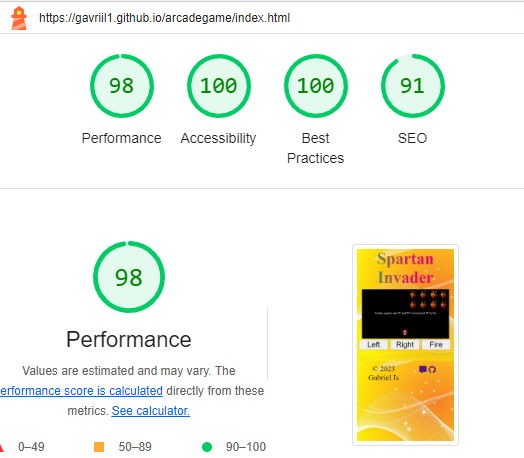 https://gavriil1.github.io/arcadegame/index.html
98
100
100
91
Performance
Accessibility
Best
Practices
SEO
98
Performance
Values are estimated and may vary. The
erformance score is calculated directly from these
metrics. See calculator.
0–49
50–89
90–100
Spartan
Invader
Left
Right
Fire
© 2023
Gabriel Js